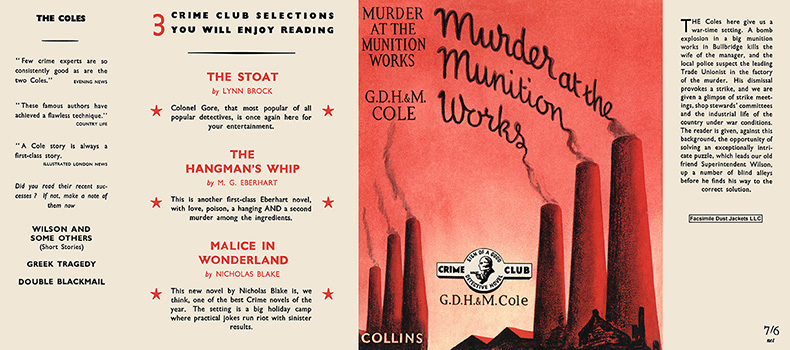 THE COLES
"Few crime experts are so
consistently good as are the
two Coles."
EVENING NEWS
"These famous authors have
achieved a flawless technique."
COUNTRY LIFE
"A Cole story is always a
first-class story.
ILLUSTRATED LONDON NEWS
Did you read their recent suc-
cesses? If not, make a note of
them now
WILSON AND
SOME OTHERS
(Short Stories)
GREEK TRAGEDY
DOUBLE BLACKMAIL
3 CRIME CLUB SELECTIONS
YOU WILL ENJOY READING
THE STOAT
by LYNN BROCK
Colonel Gore, that most popular of all
popular detectives, is once again here for
your entertainment.
THE
HANGMAN'S WHIP
by M. G. EBERHART
This is another first-class Eberhart novel,
with love, poison, a hanging AND a second
murder among the ingredients.
MALICE IN
WONDERLAND
by NICHOLAS BLAKE
This new novel by Nicholas Blake is, we
think, one of the best Crime novels of the
year. The setting is a big holiday camp
where practical jokes run riot with sinister
results.
MURDER
AT THE
MUNITION
WORKS
G.D.H.&M.
COLE
COLLINS
Murder at the
Munition
Works
SIGN OF A GOOD
CRIME CLUB
DETECTIVE NOVEL
G.D.H.&M. Cole
THE Coles here give us a
war-time setting. A bomb
explosion in a big munition
works in Bullbridge kills the
wife of the manager, and the
local police suspect the leading
Trade Unionist in the factory
of the murder. His dismissal
provokes a strike, and we are
given a glimpse of strike meet-
ings, shop stewards' committees
and the industrial life of the
country under war conditions.
The reader is given, against this
background, the opportunity of
solving an exceptionally intri-
cate puzzle, which leads our old
friend Superintendent Wilson,
up a number of blind alleys
before he finds his way to the
correct solution.
Facsimile Dust Jackets LLC
7/6
net